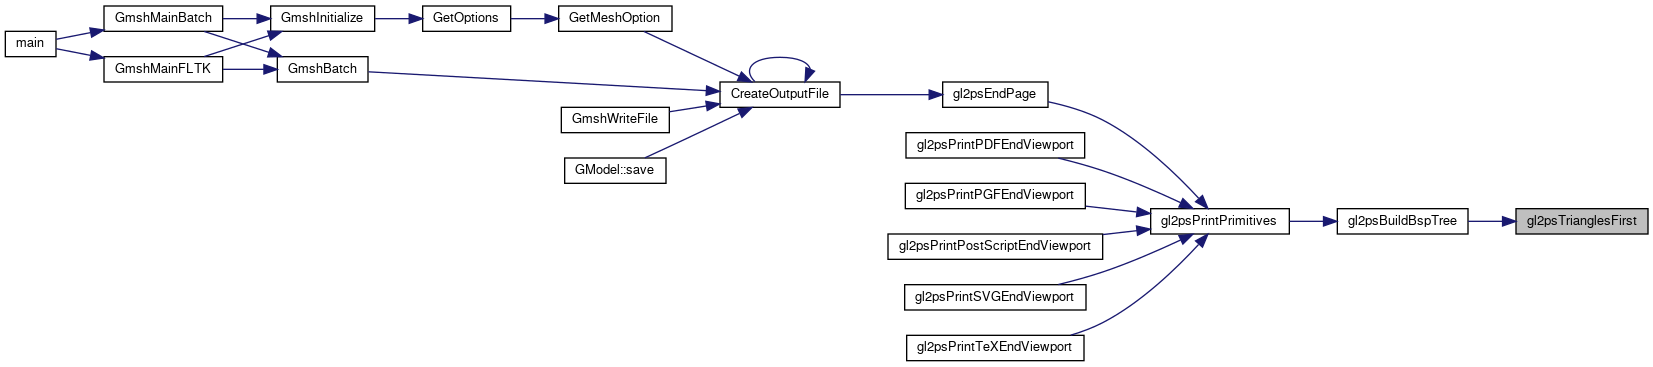 main
GmshMainBatch
GmshMainFLTK
GmshInitialize
GmshBatch
GetOptions
GetMeshOption
GmshWriteFile
GModel::save
CreateOutputFile
gl2psEndPage
gl2psPrintPDFEndViewport
gl2psPrintPGFEndViewport
gl2psPrintPostScriptEndViewport
gl2psPrintSVGEndViewport
gl2psPrintTeXEndViewport
gl2psPrintPrimitives
gl2psBuildBspTree
gl2psTrianglesFirst